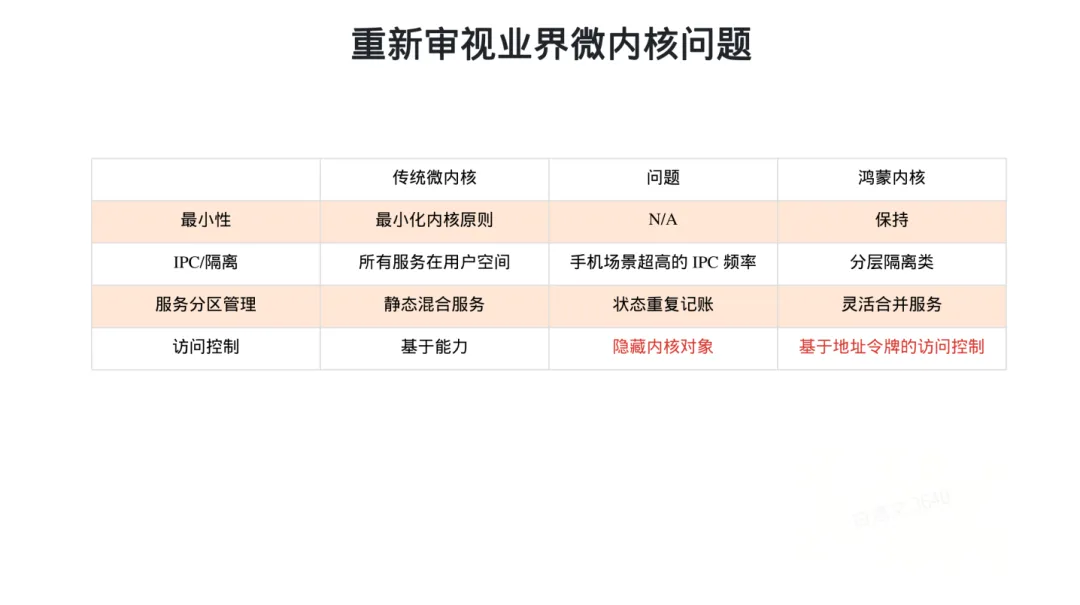 重新审视业界微内核问题
传统微内核 问题 鸿蒙内核
最小性 最小化内核原则 N/A 保持
IPC/隔离 所有服务在用户空间 手机场景超高的 IPC 频率 分层隔离类
服务分区管理 静态混合服务 状态重复记账 灵活合并服务
访问控制 基于能力 隐藏内核对象 基于地址令牌的访问控制